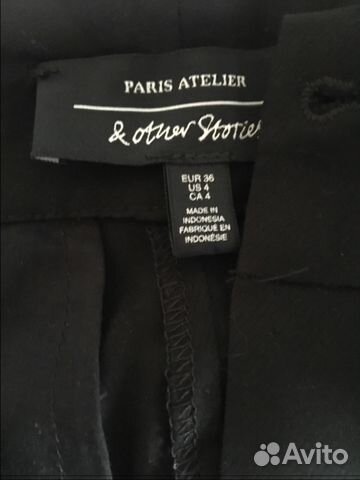 PARIS ATELIER
& other Stories
EUR 36
US 4
CA 4
MADE IN
INDONESIA
FABRIQUÉ EN
INDONÉSIE
Avito